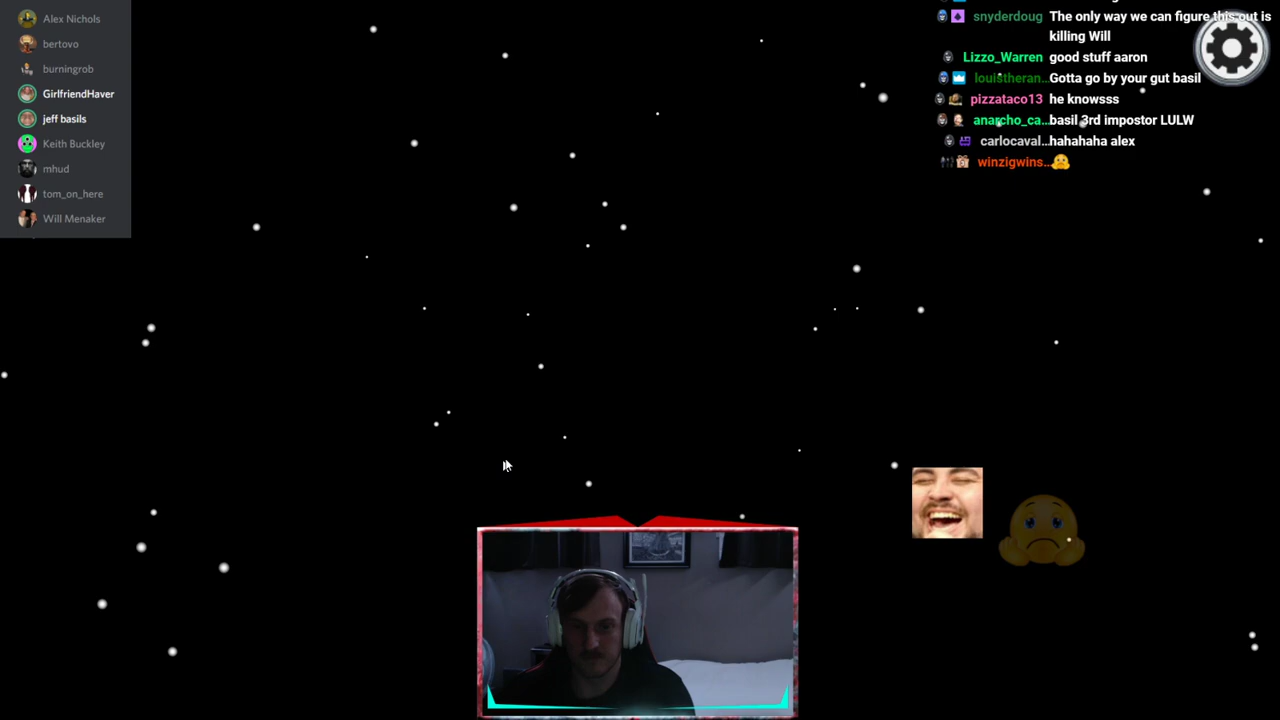 Alex Nichols
bertovo
burningrob
GirlfriendHaver
jeff basils
Keith Buckley
mhud
tom_on_here
Will Menaker
snyderdoug The only way we can figure this out is
killing Will
Lizzo_Warren good stuff aaron
louistheran... Gotta go by your gut basil
pizzataco13 he knowsss
anarcho_ca... basil 3rd impostor LULW
carlocaval... hahahaha alex
winzigwins...